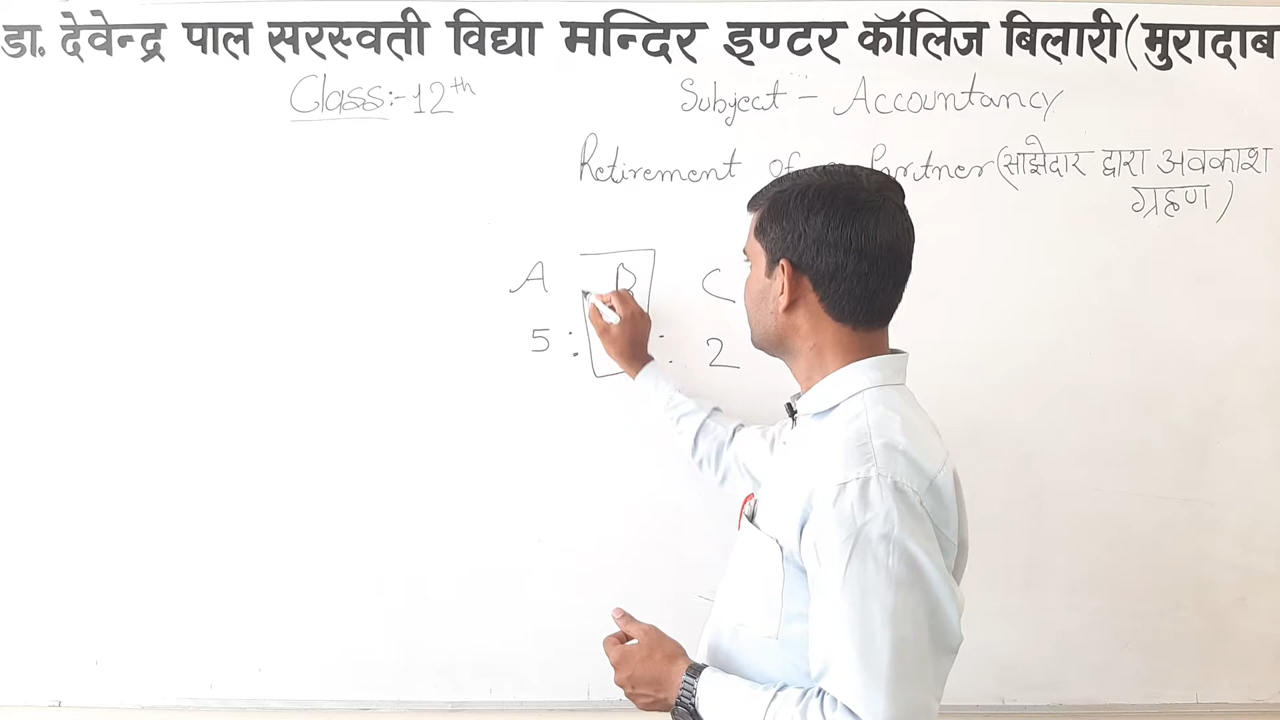 डा. देवेन्द्र पाल सरस्वती विद्या मन्दिर इण्टर कॉलिज बिलारी (मुरादाब
Class:- 12th Subject - Accountancy
Retirement of Partner (साझेदार द्वारा अवकाश
ग्रहण)
A B C
5 : : 2